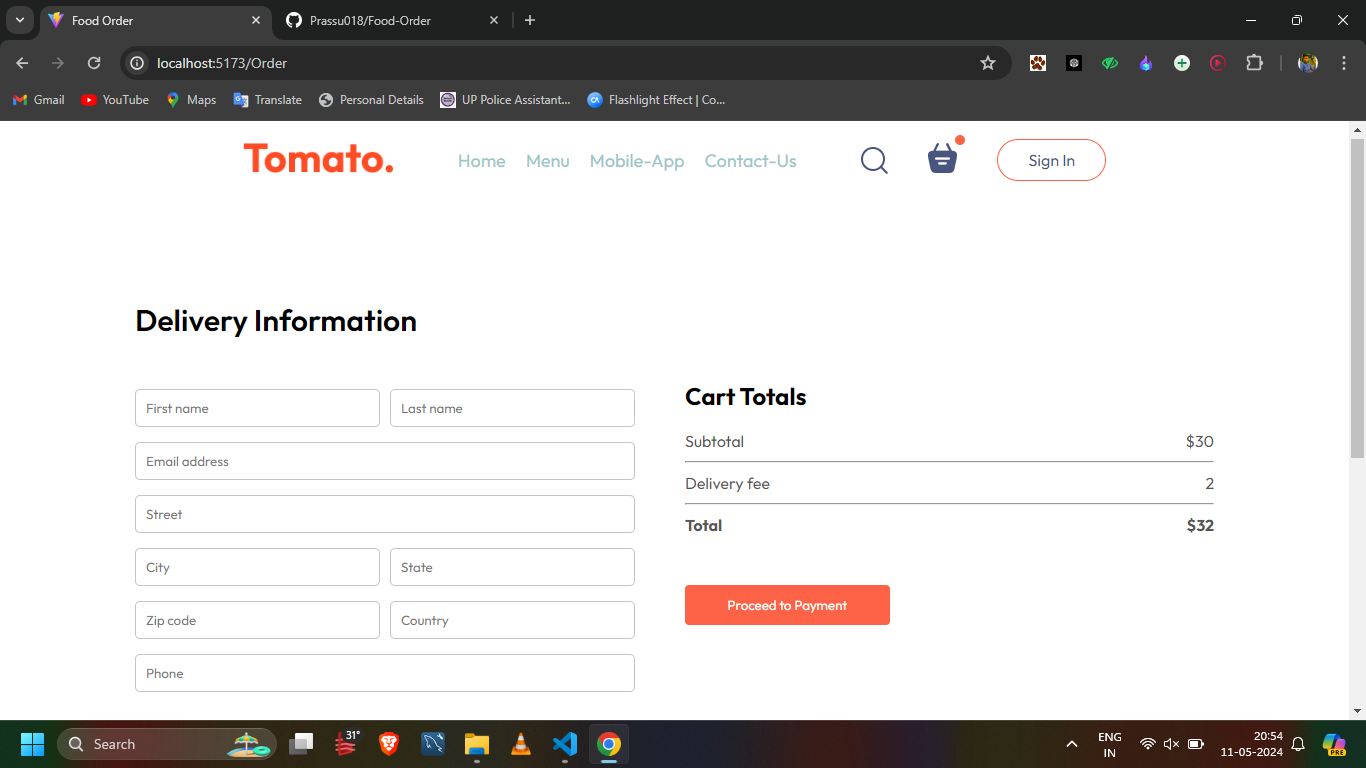 Food Order
Prassu018/Food-Order
localhost:5173/Order
Gmail
YouTube
Maps
Translate
Personal Details
UP Police Assistant...
Flashlight Effect | Co...
Tomato.
Home
Menu
Mobile-App
Contact-Us
Sign In
Delivery Information
First name
Last name
Email address
Street
City
State
Zip code
Country
Phone
Cart Totals
Subtotal
$30
Delivery fee
2
Total
$32
Proceed to Payment
Search
31°
ENG
IN
20:54
11-05-2024
PRE